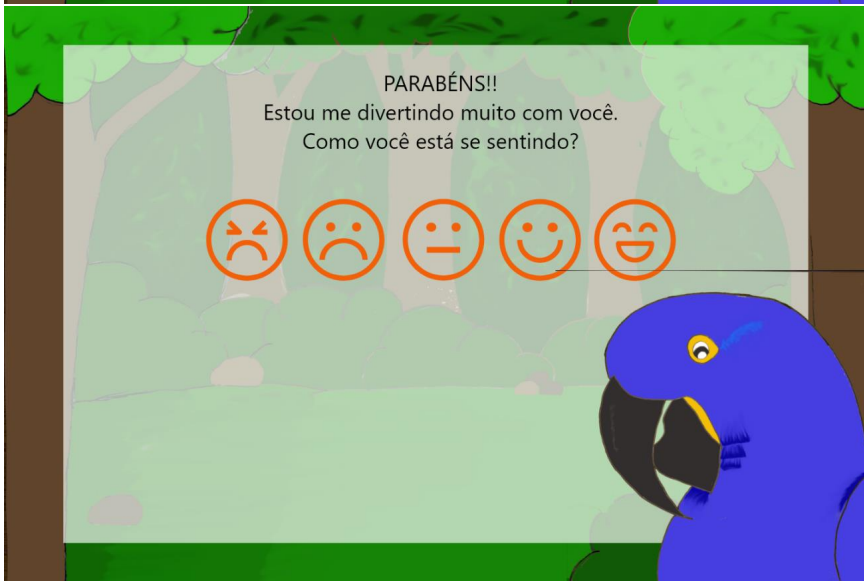 PARABÉNS!!
Estou me divertindo muito com você.
Como você está se sentindo?